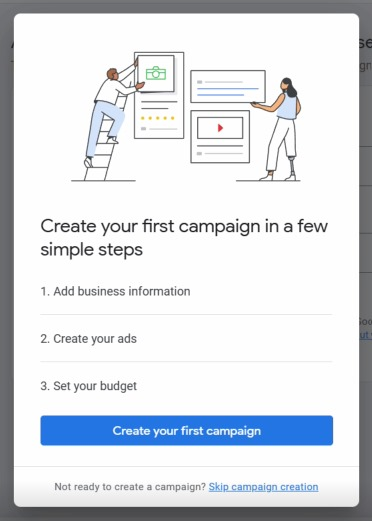 Create your first campaign in a few
simple steps
1. Add business information
2. Create your ads
3. Set your budget
Create your first campaign
Not ready to create a campaign? Skip campaign creation